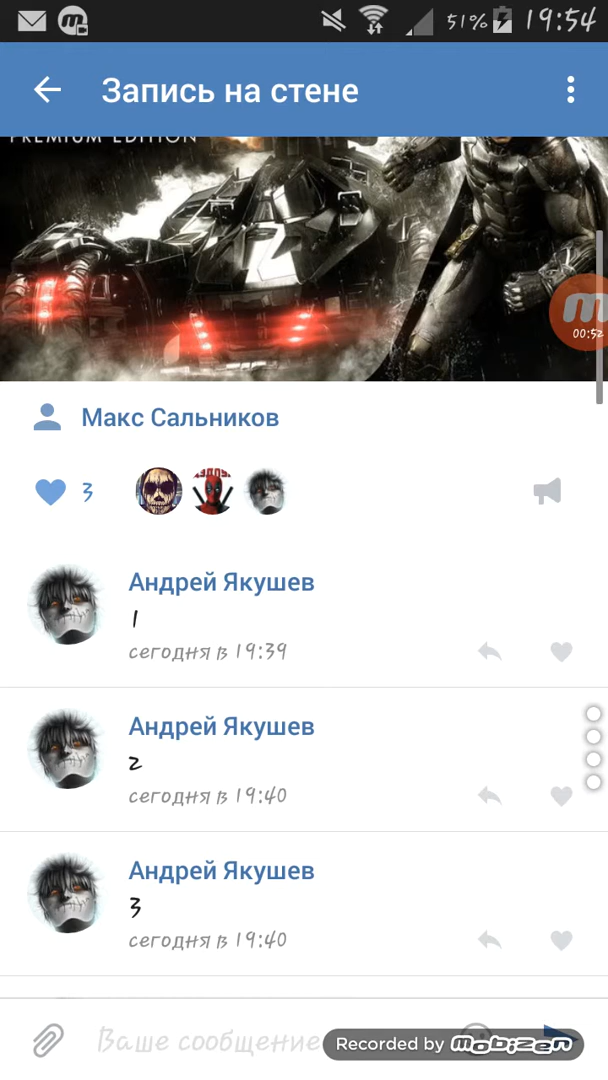 51% 19:54
Запись на стене
PREMIUM EDITION
2
m
00:52
Макс Сальников
3
Андрей Якушев
1
сегодня в 19:39
Андрей Якушев
2
сегодня в 19:40
Андрей Якушев
3
сегодня в 19:40
Ваше сообщение
Recorded by mobizen